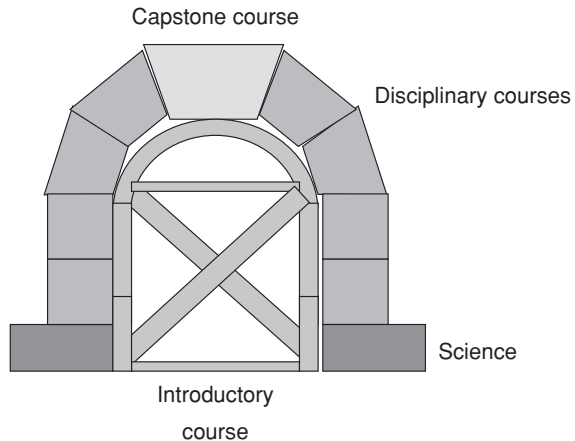 Capstone course
Disciplinary courses
Science
Introductory
course